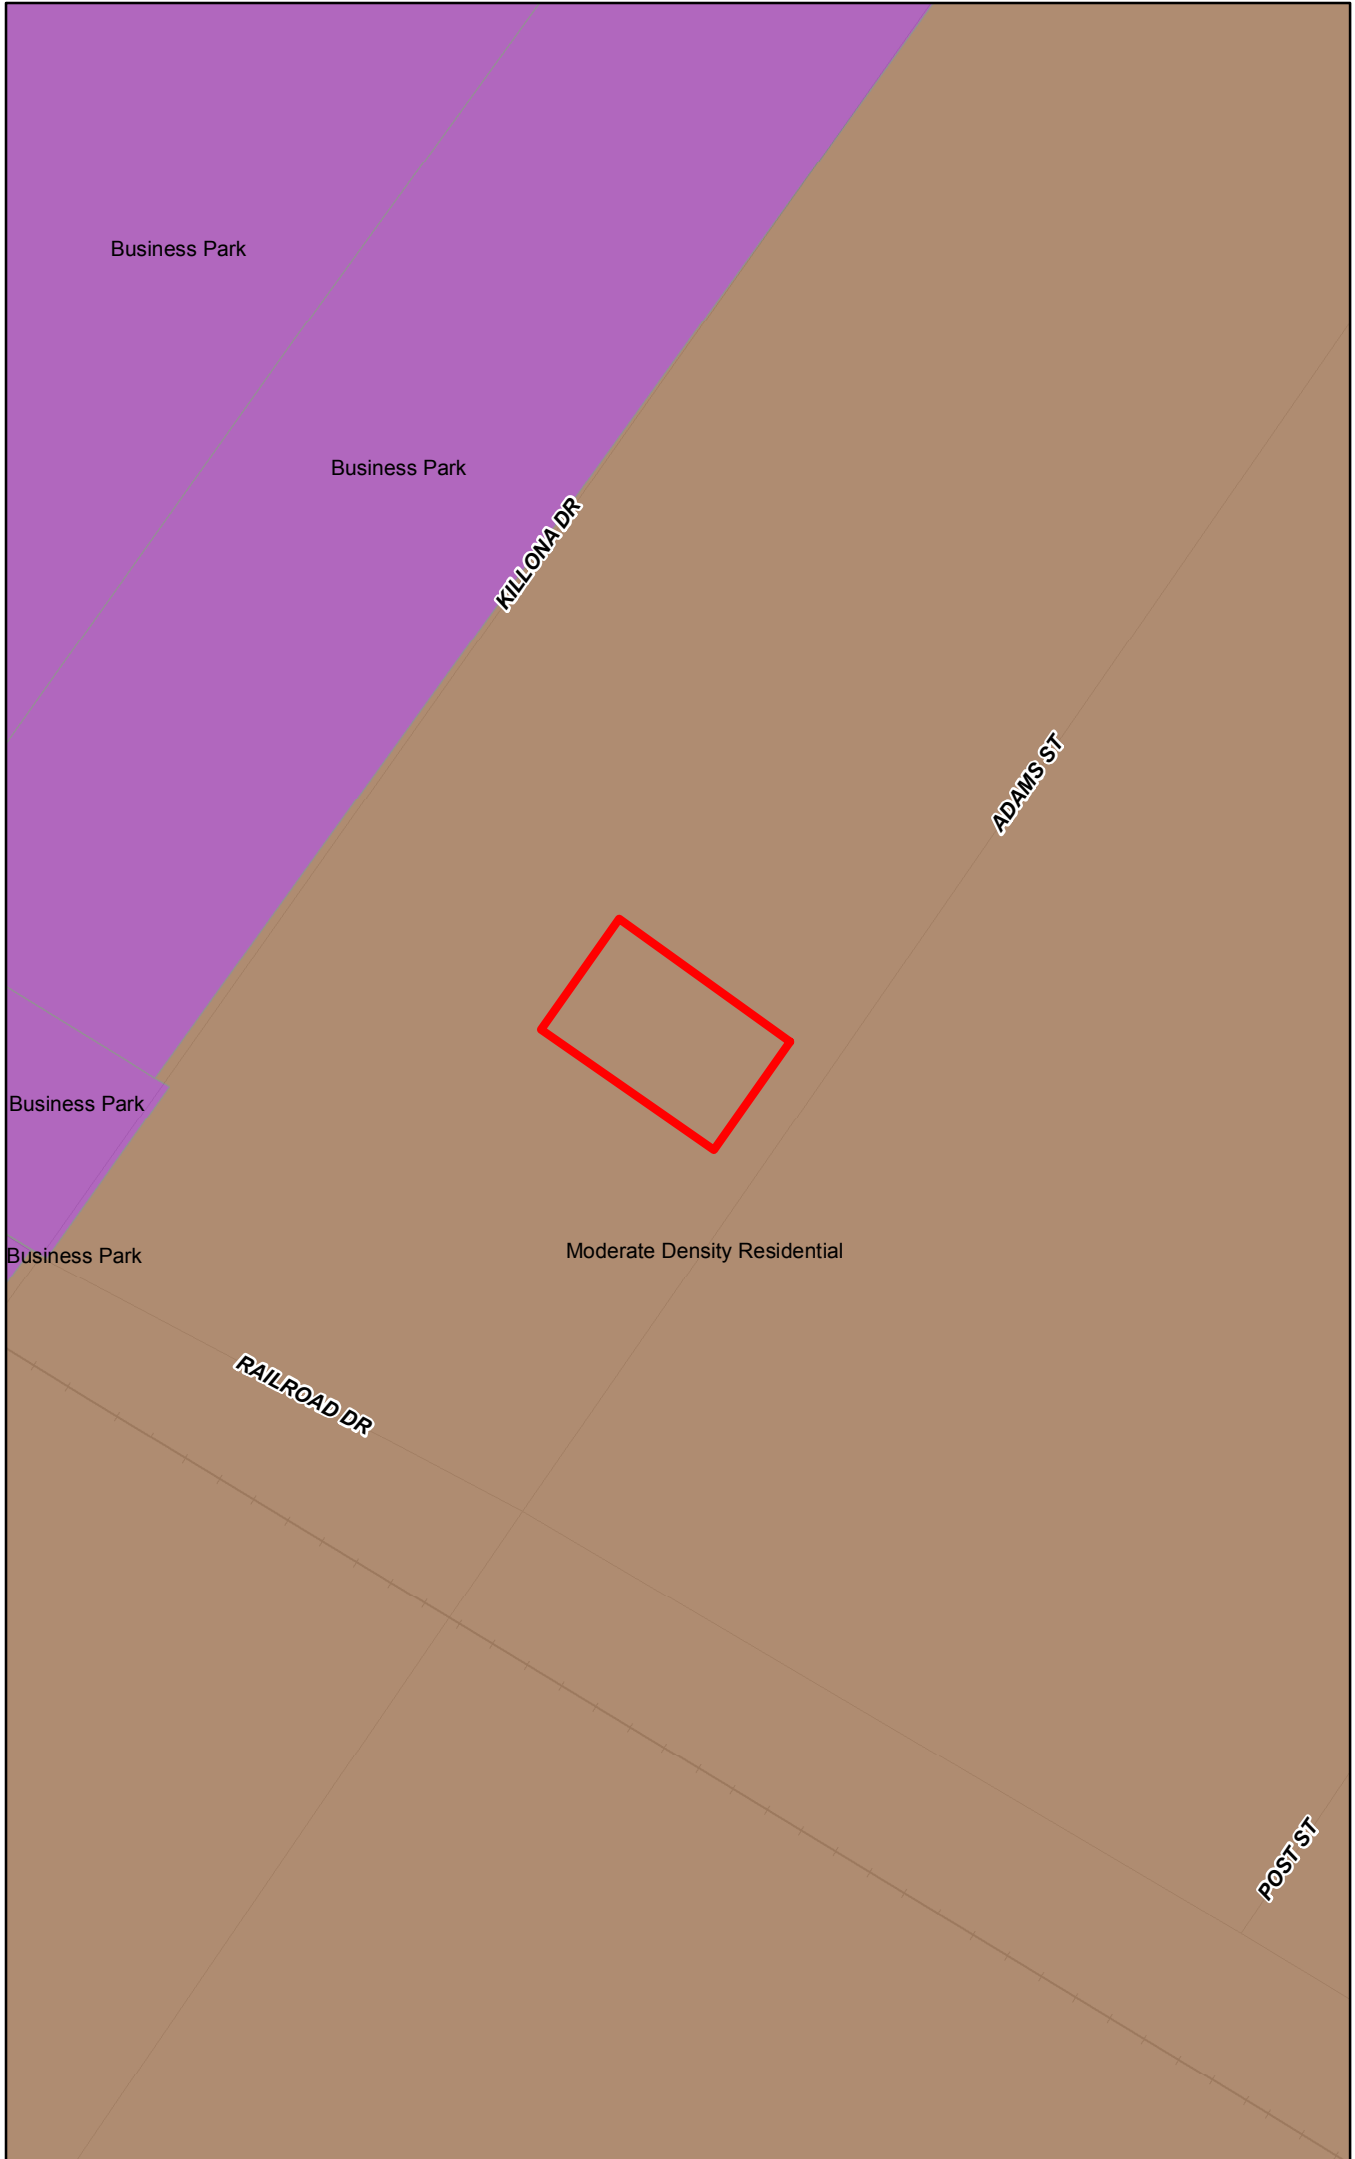 Business Park
Business Park
KILLONA DR
ADAMS ST
Business Park
Moderate Density Residential
Business Park
RAILROAD DR
POST ST